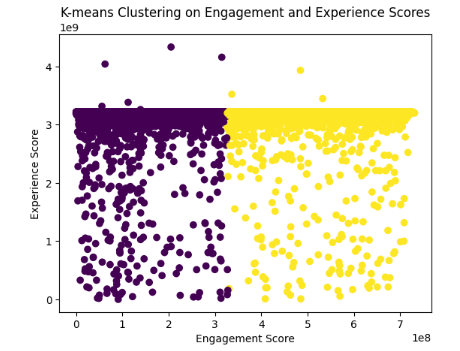 K-means Clustering on Engagement and Experience Scores
1e9
4
3
2
1
0
Experience Score
0 1 2 3 4 5 6 7
Engagement Score
1e8